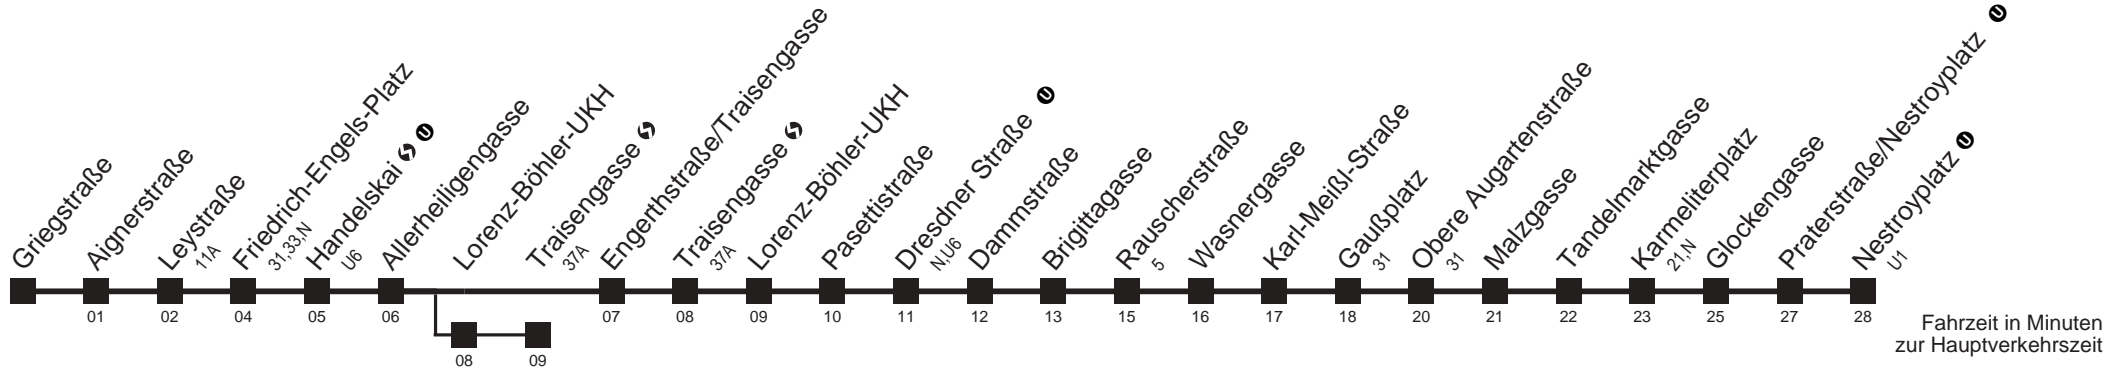 Griegstraße
Aignerstraße
Leystraße
11A
Friedrich-Engels-Platz
31,33,N
Handelskai
U6
Allerheiligengasse
Lorenz-Böhler-UKH
Traisengasse
37A
Engerthstraße/Traisengasse
Traisengasse
37A
Lorenz-Böhler-UKH
Pasettistraße
Dresdner Straße U
N,U6
Dammstraße
Brigittagasse
Rauscherstraße
5
Wasnergasse
Karl-Meißl-Straße
Gaußplatz
31
Obere Augartenstraße
31
Malzgasse
Tandelmarktgasse
Karmeliterplatz
21,N
Glockengasse
Praterstraße/Nestroyplatz U
Nestroyplatz U
U1
01 02 04 05 06 07 08 09 10 11 12 13 15 16 17 18 20 21 22 23 25 27 28
08 09
Fahrzeit in Minuten
zur Hauptverkehrszeit